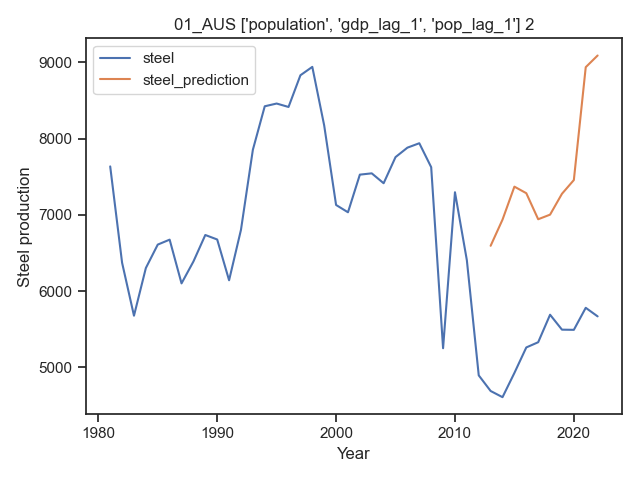 01_AUS ['population', 'gdp_lag_1', 'pop_lag_1'] 2
steel
steel_prediction
9000
8000
7000
6000
5000
Steel production
1980
1990
2000
2010
2020
Year